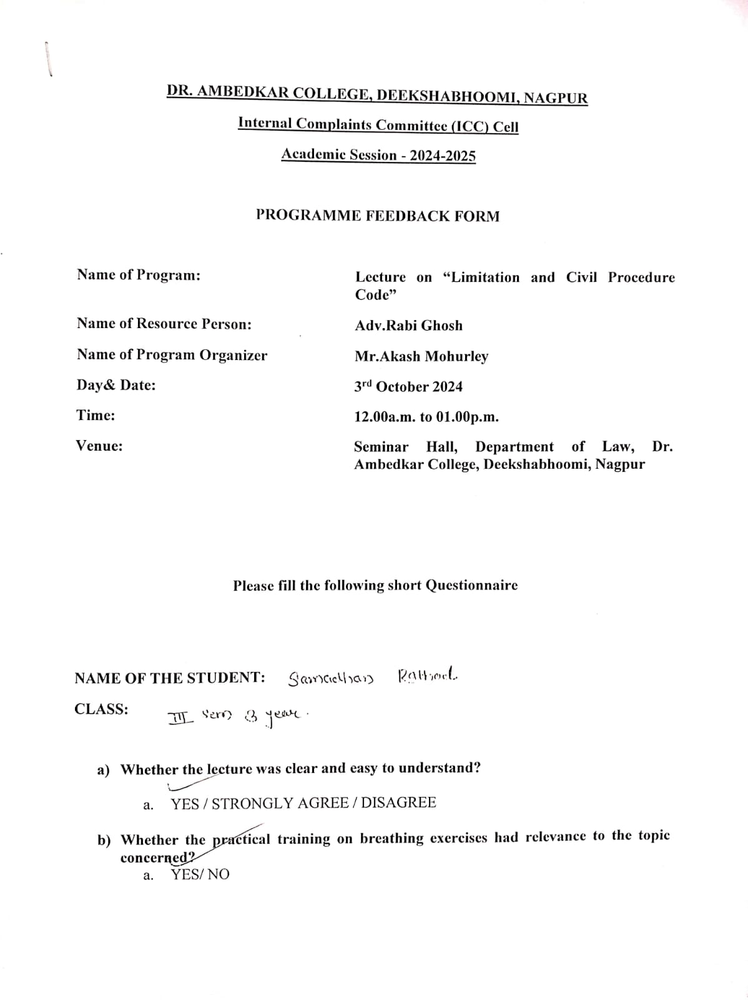 DR. AMBEDKAR COLLEGE, DEEKSHABHOOMI, NAGPUR
Internal Complaints Committee (ICC) Cell
Academic Session - 2024-2025
PROGRAMME FEEDBACK FORM
Name of Program: Lecture on “Limitation and Civil Procedure
Code”
Name of Resource Person: Adv.Rabi Ghosh
Name of Program Organizer Mr.Akash Mohurley
Day& Date: 3rd October 2024
Time: 12.00a.m. to 01.00p.m.
Venue: Seminar Hall, Department of Law, Dr.
Ambedkar College, Deekshabhoomi, Nagpur
Please fill the following short Questionnaire
NAME OF THE STUDENT: Samadhan Rathod
CLASS: III sem 3 year.
a) Whether the lecture was clear and easy to understand?
a. YES / STRONGLY AGREE / DISAGREE
b) Whether the practical training on breathing exercises had relevance to the topic
concerned?
a. YES/ NO